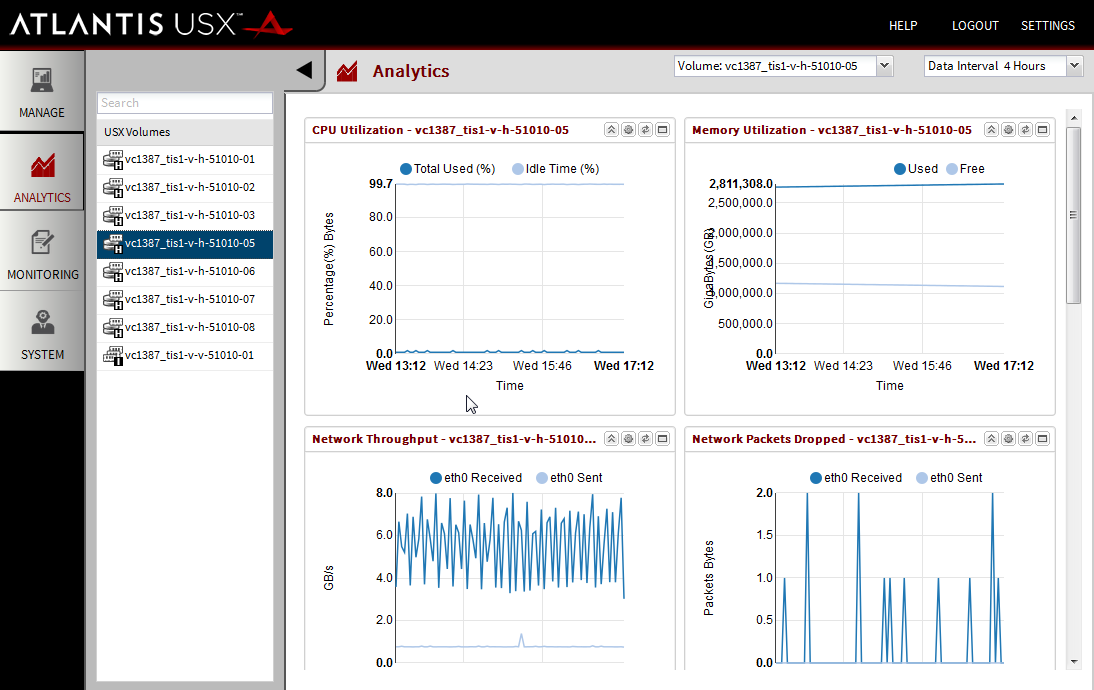 ATLANTIS USX™
HELP LOGOUT SETTINGS
MANAGE
ANALYTICS
MONITORING
SYSTEM
Search
USX Volumes
vc1387_tis1-v-h-51010-01
vc1387_tis1-v-h-51010-02
vc1387_tis1-v-h-51010-03
vc1387_tis1-v-h-51010-05
vc1387_tis1-v-h-51010-06
vc1387_tis1-v-h-51010-07
vc1387_tis1-v-h-51010-08
vc1387_tis1-v-v-51010-01
Analytics
Volume: vc1387_tis1-v-h-51010-05
Data Interval 4 Hours
CPU Utilization - vc1387_tis1-v-h-51010-05
Total Used (%) Idle Time (%)
Percentage(%) Bytes
99.7
80.0
60.0
40.0
20.0
0.0
Wed 13:12 Wed 14:23 Wed 15:46 Wed 17:12
Time
Memory Utilization - vc1387_tis1-v-h-51010-05
Used Free
GigaBytes(GB)
2,811,308.0
2,500,000.0
,000,000.0
,500,000.0
,000,000.0
500,000.0
0.0
Wed 13:12 Wed 14:23 Wed 15:46 Wed 17:12
Time
Network Throughput - vc1387_tis1-v-h-51010...
eth0 Received eth0 Sent
GB/s
8.0
6.0
4.0
2.0
0.0
Network Packets Dropped - vc1387_tis1-v-h-5...
eth0 Received eth0 Sent
Packets Bytes
2.0
1.5
1.0
0.5
0.0